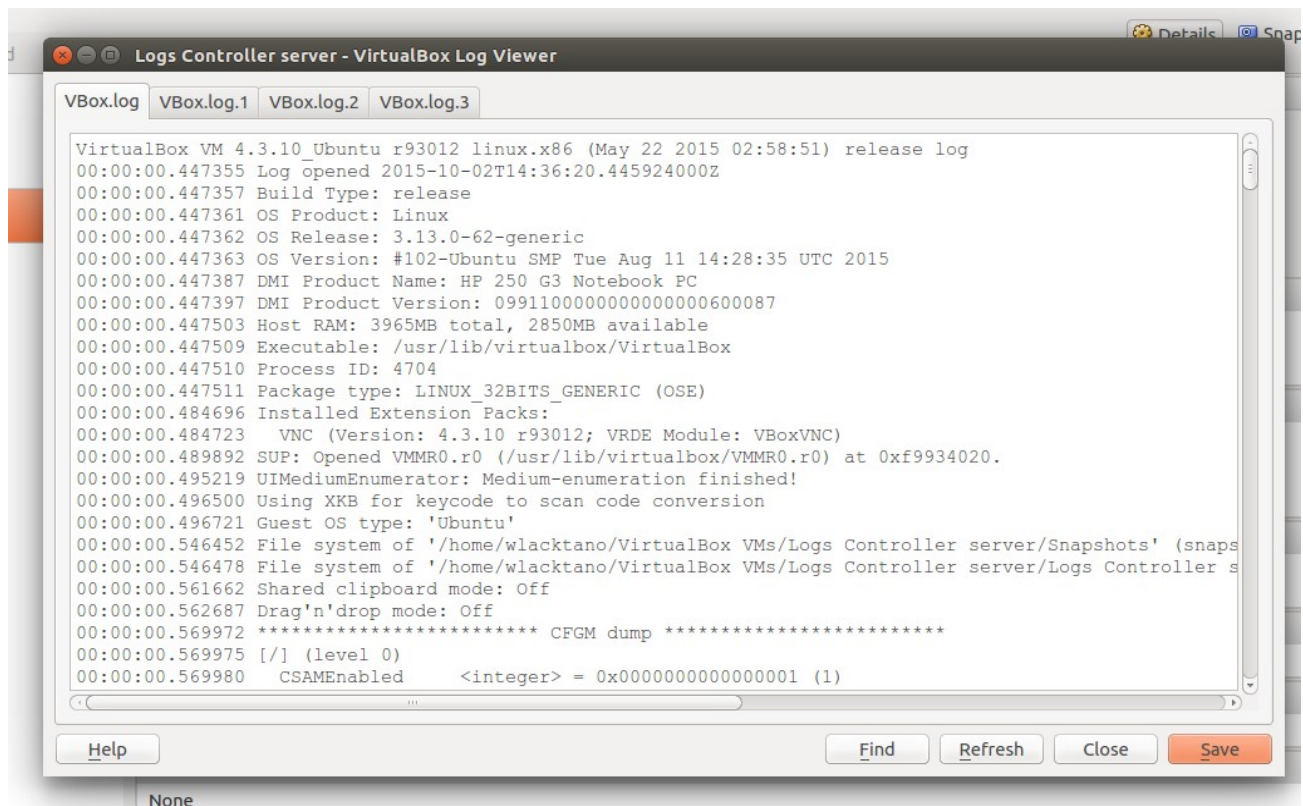 Details Snap
Logs Controller server - VirtualBox Log Viewer
VBox.log VBox.log.1 VBox.log.2 VBox.log.3
VirtualBox VM 4.3.10_Ubuntu r93012 linux.x86 (May 22 2015 02:58:51) release log
00:00:00.447355 Log opened 2015-10-02T14:36:20.445924000Z
00:00:00.447357 Build Type: release
00:00:00.447361 OS Product: Linux
00:00:00.447362 OS Release: 3.13.0-62-generic
00:00:00.447363 OS Version: #102-Ubuntu SMP Tue Aug 11 14:28:35 UTC 2015
00:00:00.447387 DMI Product Name: HP 250 G3 Notebook PC
00:00:00.447397 DMI Product Version: 0991100000000000000600087
00:00:00.447503 Host RAM: 3965MB total, 2850MB available
00:00:00.447509 Executable: /usr/lib/virtualbox/VirtualBox
00:00:00.447510 Process ID: 4704
00:00:00.447511 Package type: LINUX_32BITS_GENERIC (OSE)
00:00:00.484696 Installed Extension Packs:
00:00:00.484723   VNC (Version: 4.3.10 r93012; VRDE Module: VBoxVNC)
00:00:00.489892 SUP: Opened VMMR0.r0 (/usr/lib/virtualbox/VMMR0.r0) at 0xf9934020.
00:00:00.495219 UIMediumEnumerator: Medium-enumeration finished!
00:00:00.496500 Using XKB for keycode to scan code conversion
00:00:00.496721 Guest OS type: 'Ubuntu'
00:00:00.546452 File system of '/home/wlacktano/VirtualBox VMs/Logs Controller server/Snapshots' (snaps
00:00:00.546478 File system of '/home/wlacktano/VirtualBox VMs/Logs Controller server/Logs Controller s
00:00:00.561662 Shared clipboard mode: Off
00:00:00.562687 Drag'n'drop mode: Off
00:00:00.569972 ************************* CFGM dump *************************
00:00:00.569975 [/] (level 0)
00:00:00.569980   CSAMEnabled     <integer> = 0x0000000000000001 (1)
Help Find Refresh Close Save
None